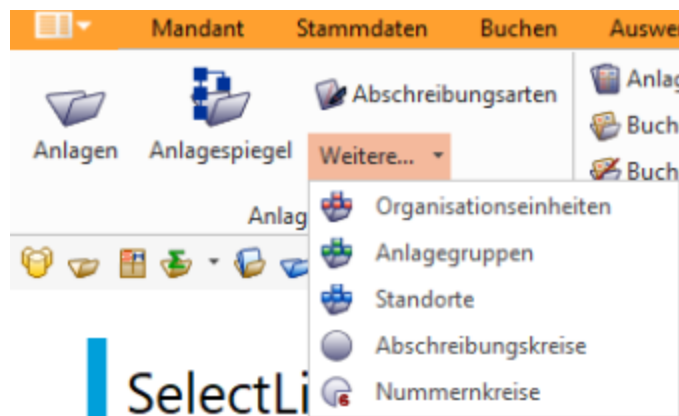 Mandant Stammdaten Buchen
Abschreibungsarten
Anlagen Anlagespiegel Weitere...
Organisationseinheiten
Anlagegruppen
Standorte
Abschreibungskreise
Nummernkreise